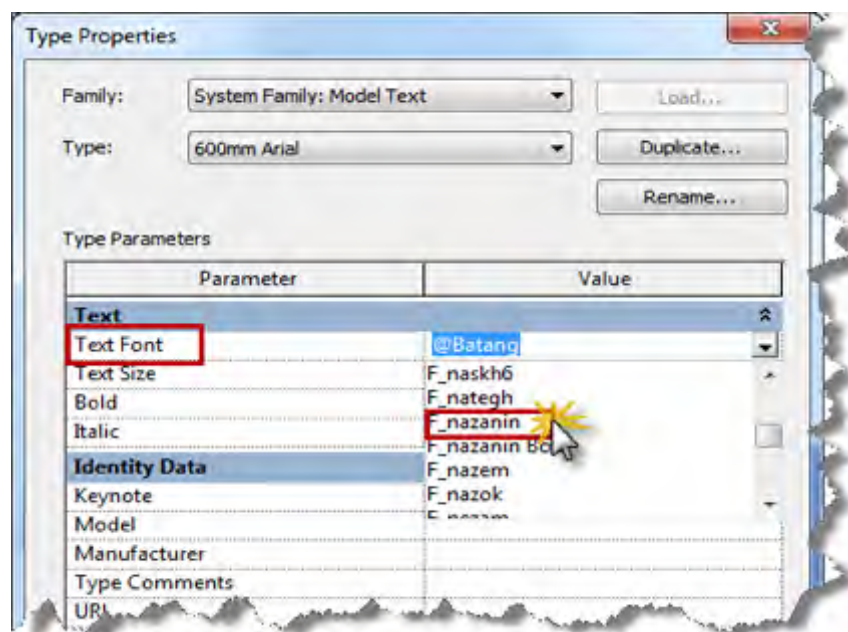 Type Properties
Family: System Family: Model Text Load...
Type: 600mm Arial Duplicate...
Rename...
Type Parameters
Parameter Value
Text
Text Font @Batang
Text Size F_naskh6
Bold F_nategh
Italic F_nazanin
F_nazanin
Identity Data F_nazem
Keynote F_nazok
Model
Manufacturer
Type Comments